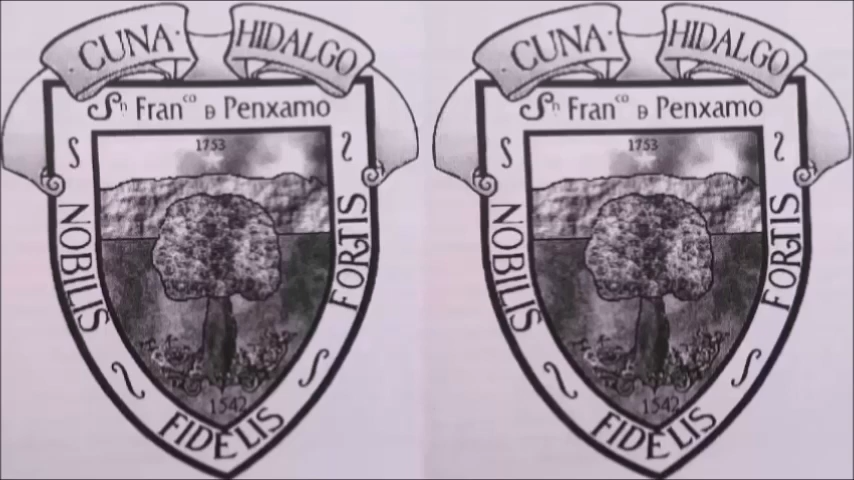 CUNA HIDALGO
Sn Franco D Penxamo
1753
NOBILIS
FORTIS
1542
FIDELIS
CUNA HIDALGO
Sn Franco D Penxamo
1753
NOBILIS
FORTIS
1542
FIDELIS